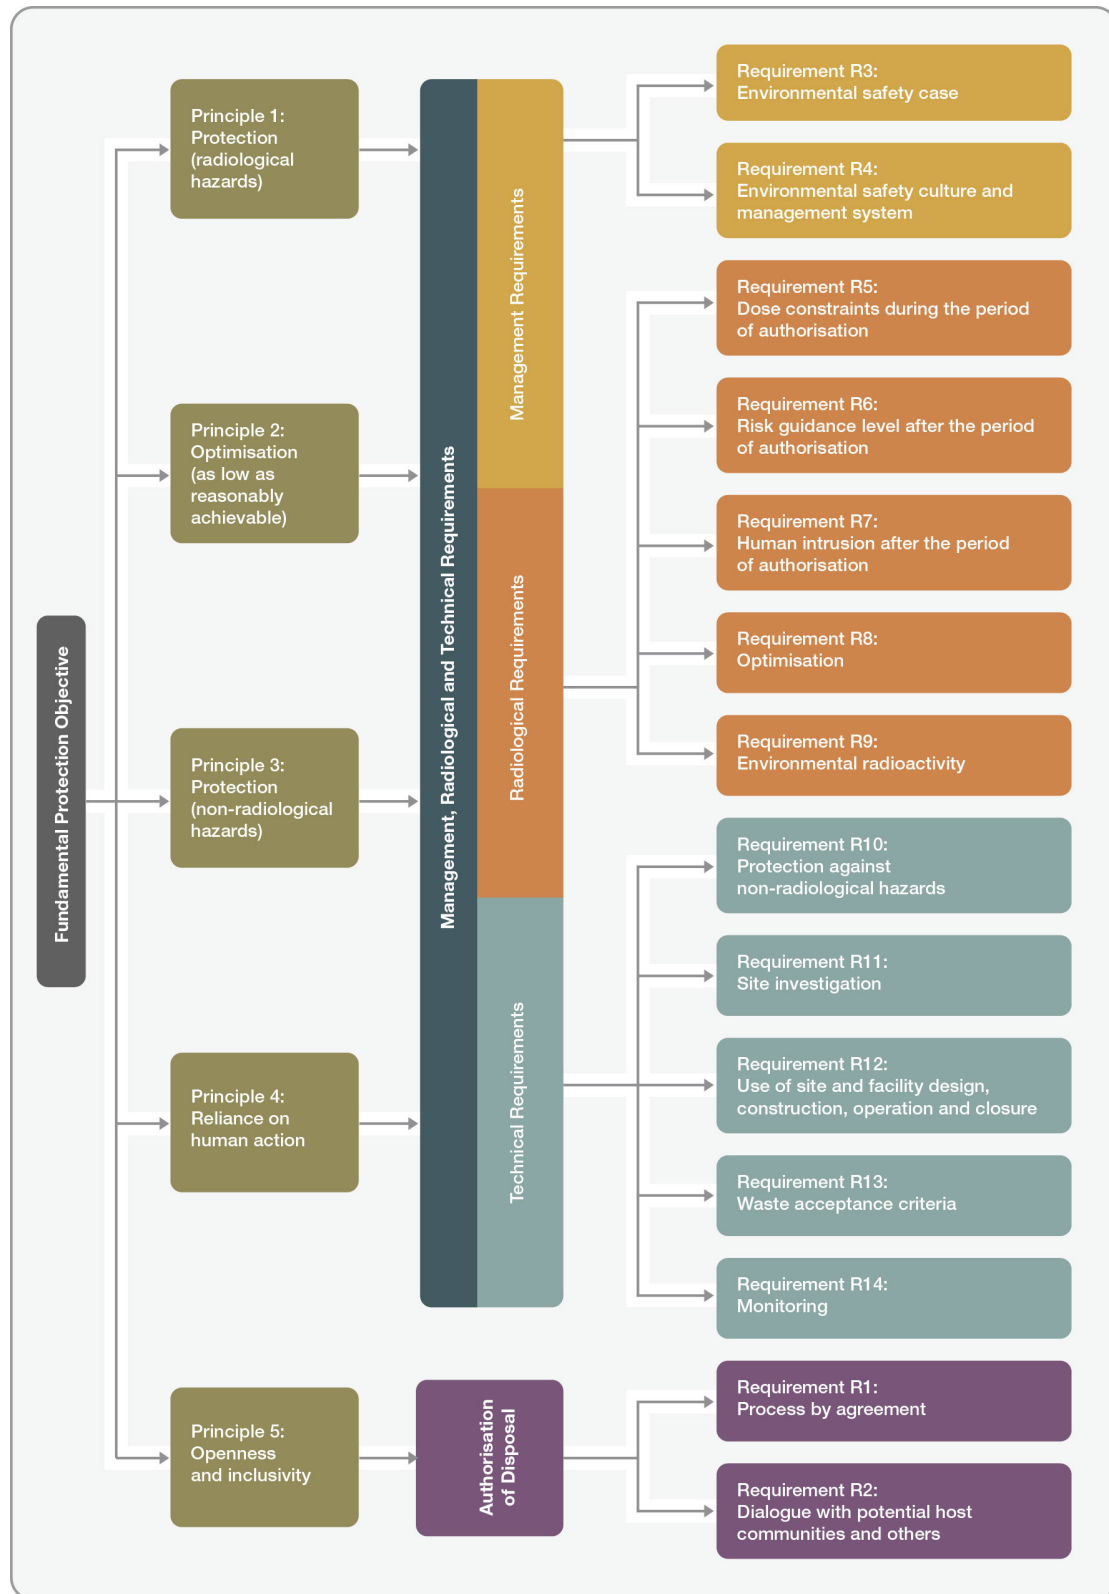 Fundamental Protection Objective
Principle 1:
Protection
(radiological
hazards)
Principle 2:
Optimisation
(as low as
reasonably
achievable)
Principle 3:
Protection
(non-radiological
hazards)
Principle 4:
Reliance on
human action
Principle 5:
Openness
and inclusivity
Management, Radiological and Technical Requirements
Management Requirements
Radiological Requirements
Technical Requirements
Authorisation
of Disposal
Requirement R3:
Environmental safety case
Requirement R4:
Environmental safety culture and
management system
Requirement R5:
Dose constraints during the period
of authorisation
Requirement R6:
Risk guidance level after the period
of authorisation
Requirement R7:
Human intrusion after the period
of authorisation
Requirement R8:
Optimisation
Requirement R9:
Environmental radioactivity
Requirement R10:
Protection against
non-radiological hazards
Requirement R11:
Site investigation
Requirement R12:
Use of site and facility design,
construction, operation and closure
Requirement R13:
Waste acceptance criteria
Requirement R14:
Monitoring
Requirement R1:
Process by agreement
Requirement R2:
Dialogue with potential host
communities and others